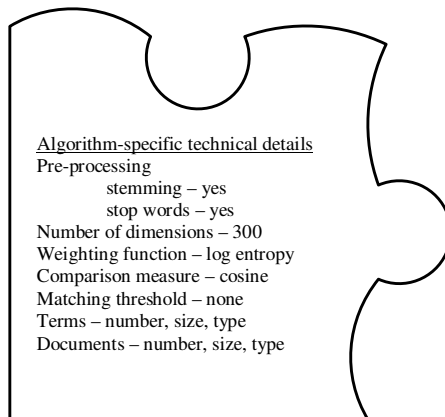 Algorithm-specific technical details
Pre-processing
stemming – yes
stop words – yes
Number of dimensions – 300
Weighting function – log entropy
Comparison measure – cosine
Matching threshold – none
Terms – number, size, type
Documents – number, size, type